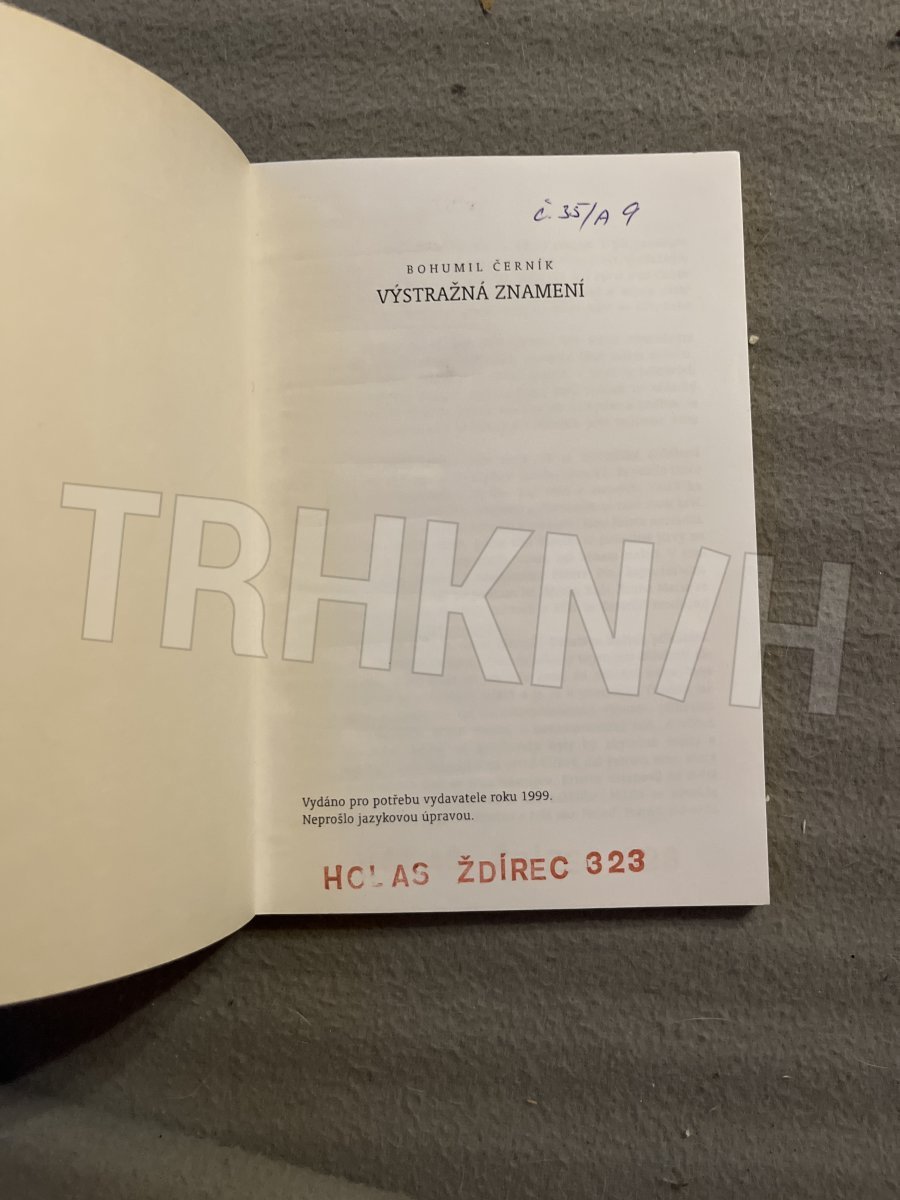 č. 35/A 9
BOHUMIL ČERNÍK
VÝSTRAŽNÁ ZNAMENÍ
TRHKNIH
Vydáno pro potřebu vydavatele roku 1999.
Neprošlo jazykovou úpravou.
HOLAS ŽDÍREC 323